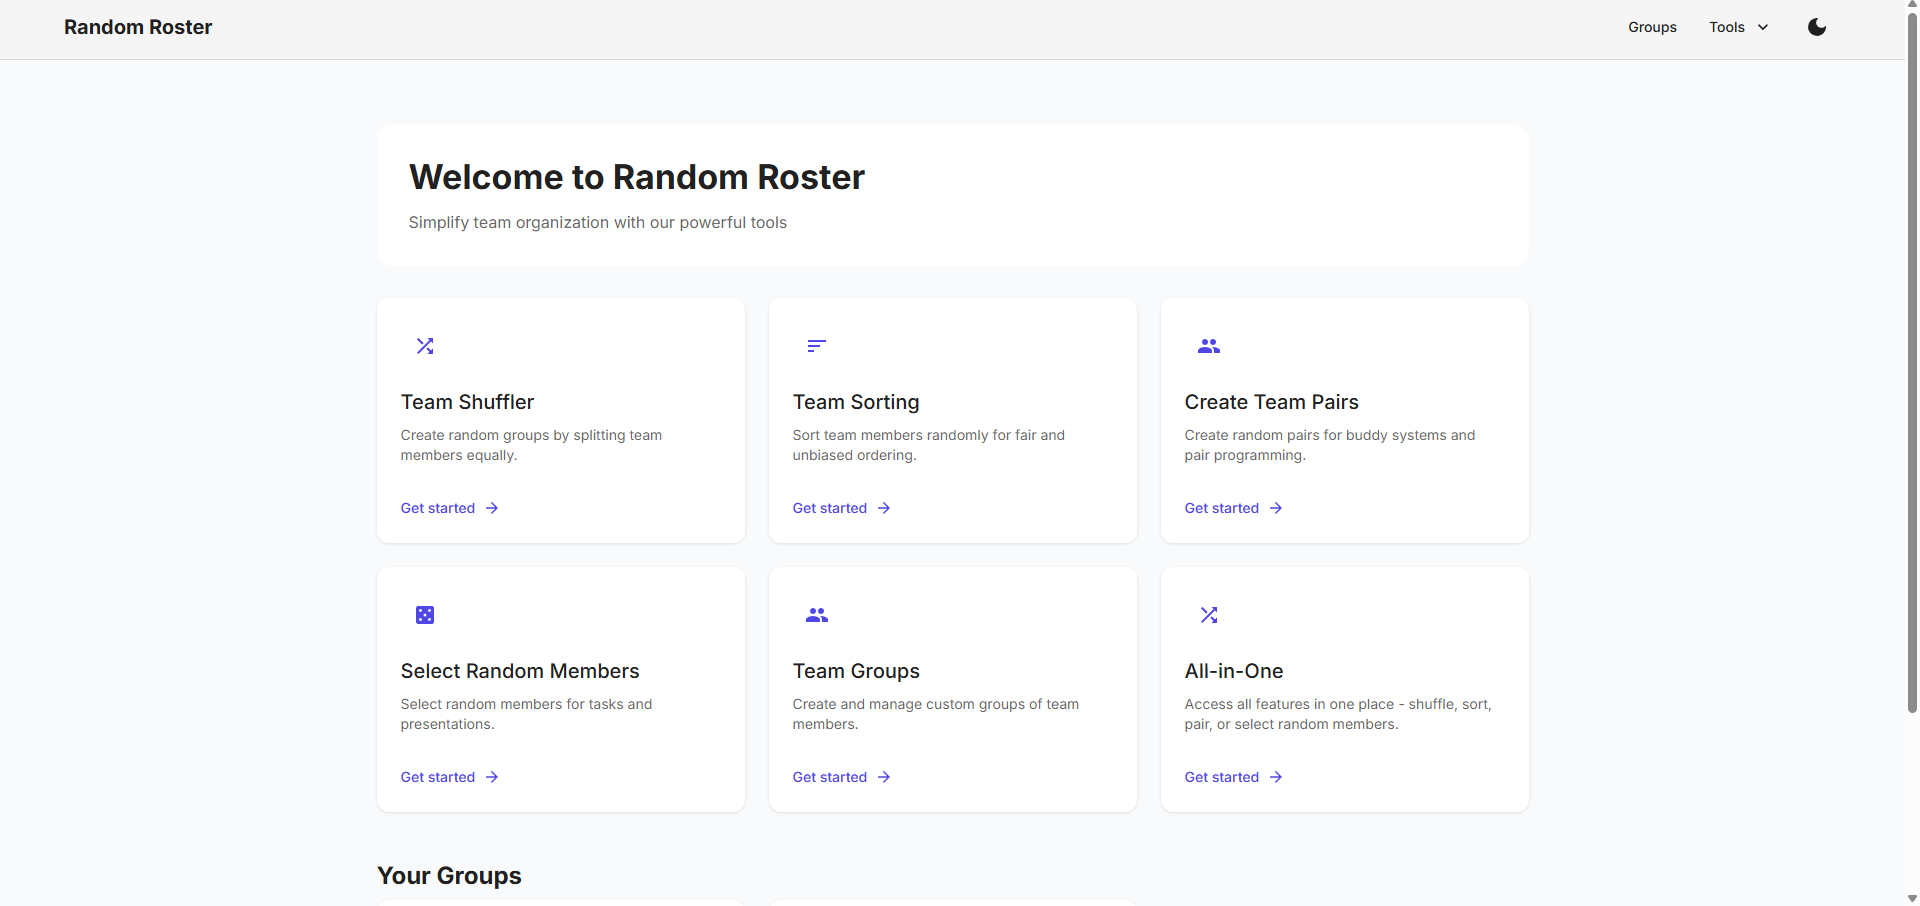 Random Roster
Groups
Tools
Welcome to Random Roster
Simplify team organization with our powerful tools
Team Shuffler
Create random groups by splitting team
members equally.
Get started
Team Sorting
Sort team members randomly for fair and
unbiased ordering.
Get started
Create Team Pairs
Create random pairs for buddy systems and
pair programming.
Get started
Select Random Members
Select random members for tasks and
presentations.
Get started
Team Groups
Create and manage custom groups of team
members.
Get started
All-in-One
Access all features in one place - shuffle, sort,
pair, or select random members.
Get started
Your Groups